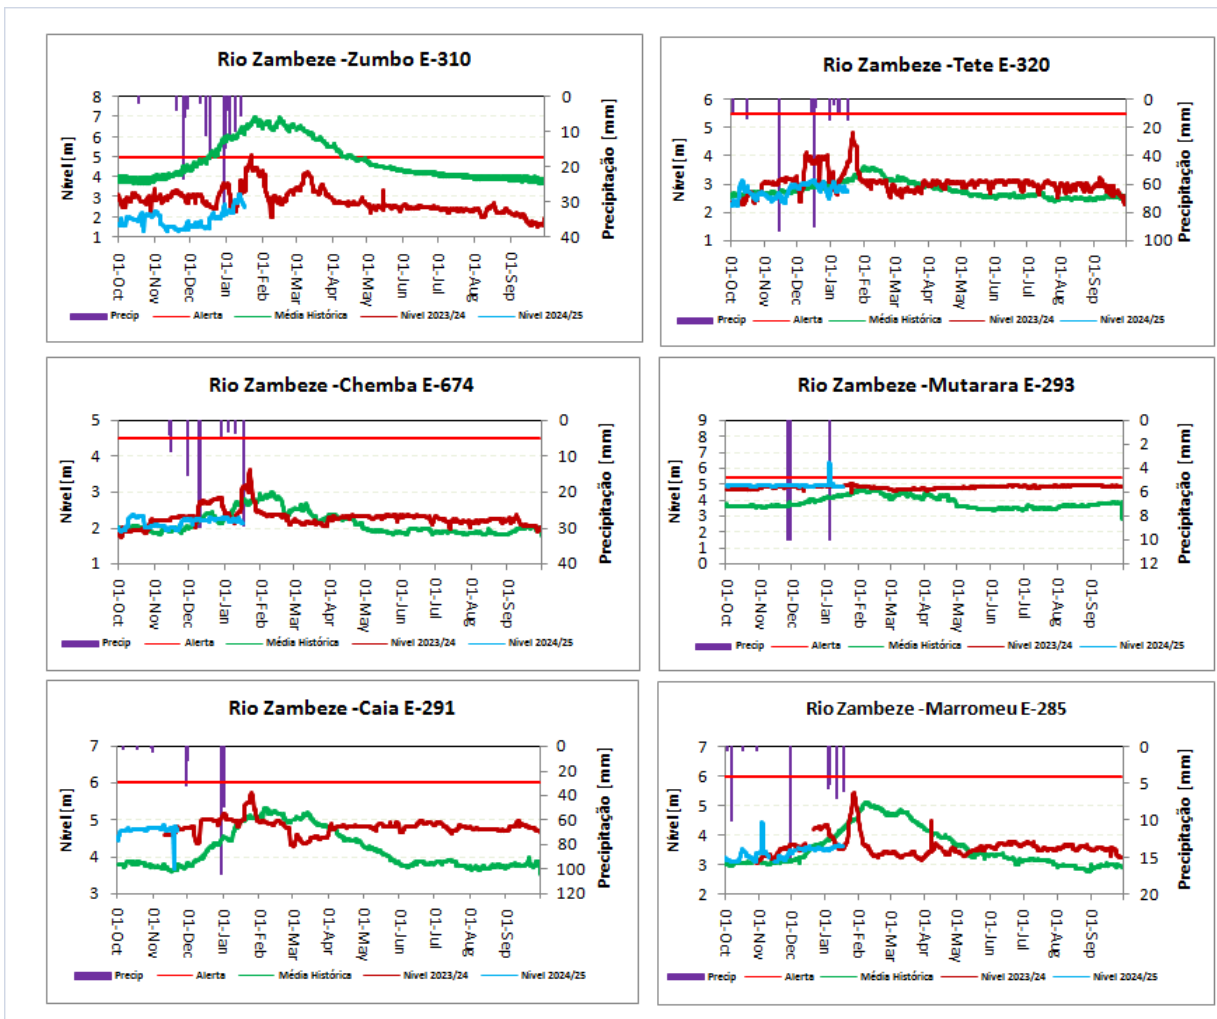 Rio Zambeze -Zumbo E-310
8
7
6
5
4
3
2
1
Nível [m]
0
10
20
30
40
Precipitação [mm]
01-Oct
01-Nov
01-Dec
01-Jan
01-Feb
01-Mar
01-Apr
01-May
01-Jun
01-Jul
01-Aug
01-Sep
Precip
Alerta
Média Histórica
Nivel 2023/24
Nivel 2024/25
Rio Zambeze -Tete E-320
6
5
4
3
2
1
Nível [m]
0
20
40
60
80
100
Precipitação [mm]
01-Oct
01-Nov
01-Dec
01-Jan
01-Feb
01-Mar
01-Apr
01-May
01-Jun
01-Jul
01-Aug
01-Sep
Precip
Alerta
Média Histórica
Nivel 2023/24
Nivel 2024/25
Rio Zambeze -Chemba E-674
5
4
3
2
1
Nível [m]
0
10
20
30
40
Precipitação [mm]
01-Oct
01-Nov
01-Dec
01-Jan
01-Feb
01-Mar
01-Apr
01-May
01-Jun
01-Jul
01-Aug
01-Sep
Precip
Alerta
Média Histórica
Nivel 2023/24
Nivel 2024/25
Rio Zambeze -Mutarara E-293
9
8
7
6
5
4
3
2
1
0
Nível [m]
0
2
4
6
8
10
12
Precipitação [mm]
01-Oct
01-Nov
01-Dec
01-Jan
01-Feb
01-Mar
01-Apr
01-May
01-Jun
01-Jul
01-Aug
01-Sep
Precip
Alerta
Média Histórica
Nivel 2023/24
Nivel 2024/25
Rio Zambeze -Caia E-291
7
6
5
4
3
Nível [m]
0
20
40
60
80
100
120
Precipitação [mm]
01-Oct
01-Nov
01-Dec
01-Jan
01-Feb
01-Mar
01-Apr
01-May
01-Jun
01-Jul
01-Aug
01-Sep
Precip
Alerta
Média Histórica
Nivel 2023/24
Nivel 2024/25
Rio Zambeze -Marromeu E-285
7
6
5
4
3
2
Nível [m]
0
5
10
15
20
Precipitação [mm]
01-Oct
01-Nov
01-Dec
01-Jan
01-Feb
01-Mar
01-Apr
01-May
01-Jun
01-Jul
01-Aug
01-Sep
Precip
Alerta
Média Histórica
Nivel 2023/24
Nivel 2024/25